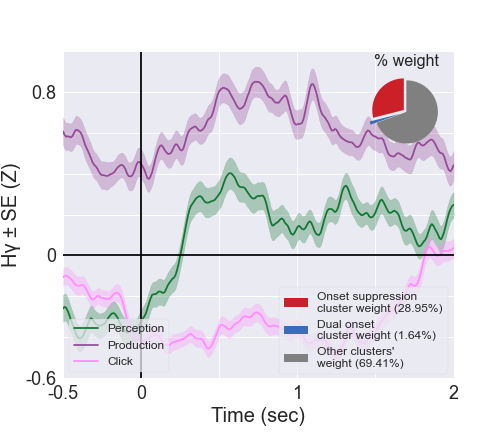 % weight
0.8
0
-0.6
Hγ ± SE (Z)
Perception
Production
Click
Onset suppression
cluster weight (28.95%)
Dual onset
cluster weight (1.64%)
Other clusters'
weight (69.41%)
-0.5
0
1
2
Time (sec)